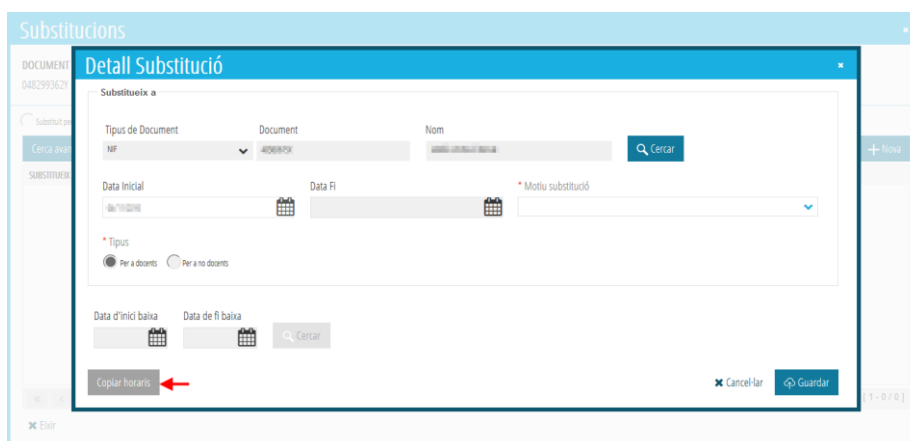 Substitucions
DOCUMENT
048299362Y
Detall Substitució
Substitueix a
Substituït pe
Tipus de Document Document Nom
NIF Cercar
Cerca avan Nova
SUBSTITUEIX
Data Inicial Data Fi * Motiu substitució
* Tipus
Per a docents Per a no docents
Data d'inici baixa Data de fi baixa
Cercar
Copiar horaris Cancel·lar Guardar
[ 1 - 0 / 0 ]
Eixir